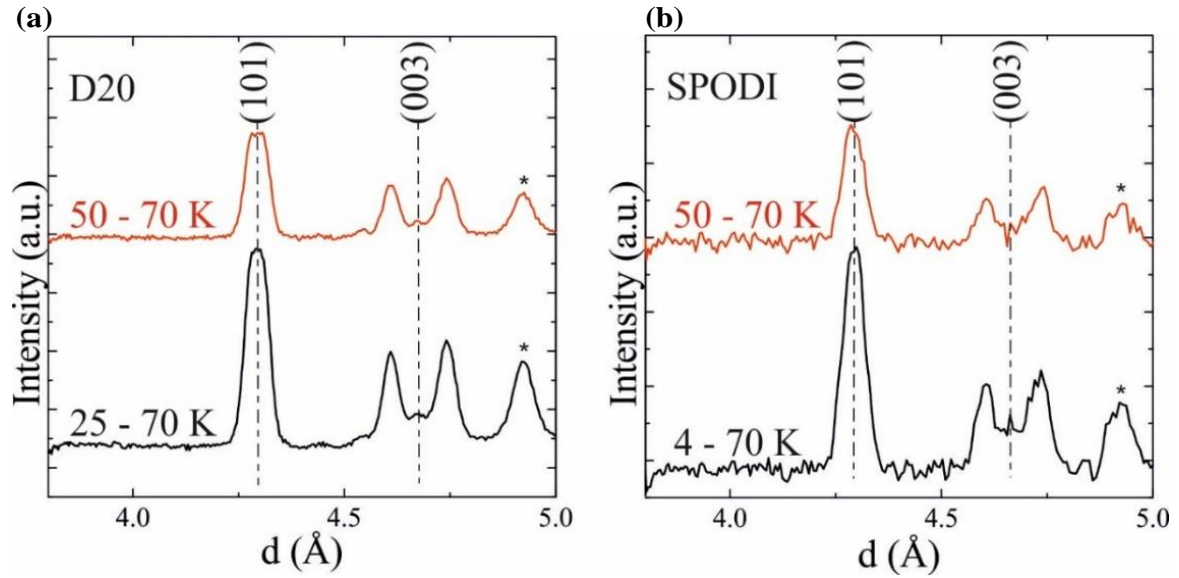 (a)
D20
(101)
(003)
50 - 70 K
*
25 - 70 K
*
Intensity (a.u.)
4.0
4.5
5.0
d (Å)
(b)
SPODI
(101)
(003)
50 - 70 K
*
4 - 70 K
*
Intensity (a.u.)
4.0
4.5
5.0
d (Å)